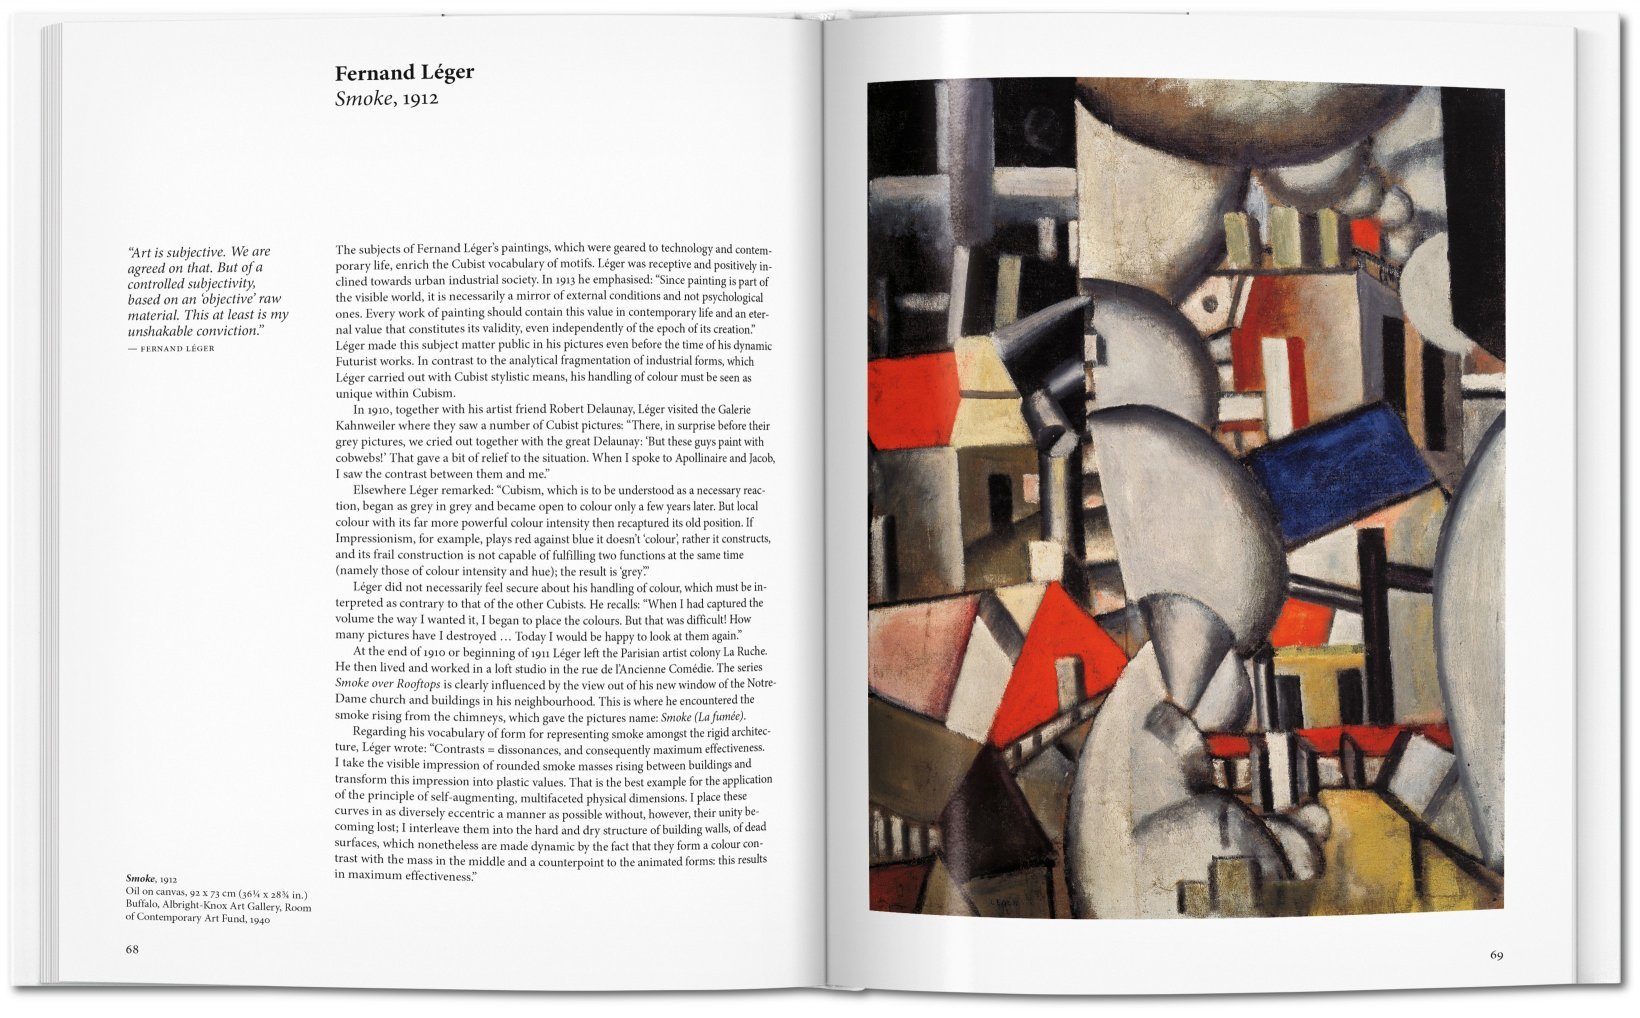 Fernand Léger
Smoke, 1912
“Art is subjective. We are
agreed on that. But of a
controlled subjectivity,
based on an ‘objective’ raw
material. This at least is my
unshakable conviction.”
— FERNAND LÉGER
The subjects of Fernand Léger’s paintings, which were geared to technology and contem-
porary life, enrich the Cubist vocabulary of motifs. Léger was receptive and positively in-
clined towards urban industrial society. In 1913 he emphasised: “Since painting is part of
the visible world, it is necessarily a mirror of external conditions and not psychological
ones. Every work of painting should contain this value in contemporary life and an eter-
nal value that constitutes its validity, even independently of the epoch of its creation.”
Léger made this subject matter public in his pictures even before the time of his dynamic
Futurist works. In contrast to the analytical fragmentation of industrial forms, which
Léger carried out with Cubist stylistic means, his handling of colour must be seen as
unique within Cubism.
In 1910, together with his artist friend Robert Delaunay, Léger visited the Galerie
Kahnweiler where they saw a number of Cubist pictures: “There, in surprise before their
grey pictures, we cried out together with the great Delaunay: ‘But these guys paint with
cobwebs!’ That gave a bit of relief to the situation. When I spoke to Apollinaire and Jacob,
I saw the contrast between them and me.”
Elsewhere Léger remarked: “Cubism, which is to be understood as a necessary reac-
tion, began as grey in grey and became open to colour only a few years later. But local
colour with its far more powerful colour intensity then recaptured its old position. If
Impressionism, for example, plays red against blue it doesn’t ‘colour’, rather it constructs,
and its frail construction is not capable of fulfilling two functions at the same time
(namely those of colour intensity and hue); the result is ‘grey’.”
Léger did not necessarily feel secure about his handling of colour, which must be in-
terpreted as contrary to that of the other Cubists. He recalls: “When I had captured the
volume the way I wanted it, I began to place the colours. But that was difficult! How
many pictures have I destroyed … Today I would be happy to look at them again.”
At the end of 1910 or beginning of 1911 Léger left the Parisian artist colony La Ruche.
He then lived and worked in a loft studio in the rue de l’Ancienne Comédie. The series
Smoke over Rooftops is clearly influenced by the view out of his new window of the Notre-
Dame church and buildings in his neighbourhood. This is where he encountered the
smoke rising from the chimneys, which gave the pictures name: Smoke (La fumée).
Regarding his vocabulary of form for representing smoke amongst the rigid architec-
ture, Léger wrote: “Contrasts = dissonances, and consequently maximum effectiveness.
I take the visible impression of rounded smoke masses rising between buildings and
transform this impression into plastic values. That is the best example for the application
of the principle of self-augmenting, multifaceted physical dimensions. I place these
curves in as diversely eccentric a manner as possible without, however, their unity be-
coming lost; I interleave them into the hard and dry structure of building walls, of dead
surfaces, which nonetheless are made dynamic by the fact that they form a colour con-
trast with the mass in the middle and a counterpoint to the animated forms: this results
in maximum effectiveness.”
Smoke, 1912
Oil on canvas, 92 x 73 cm (36¼ x 28¾ in.)
Buffalo, Albright-Knox Art Gallery, Room
of Contemporary Art Fund, 1940
68
69